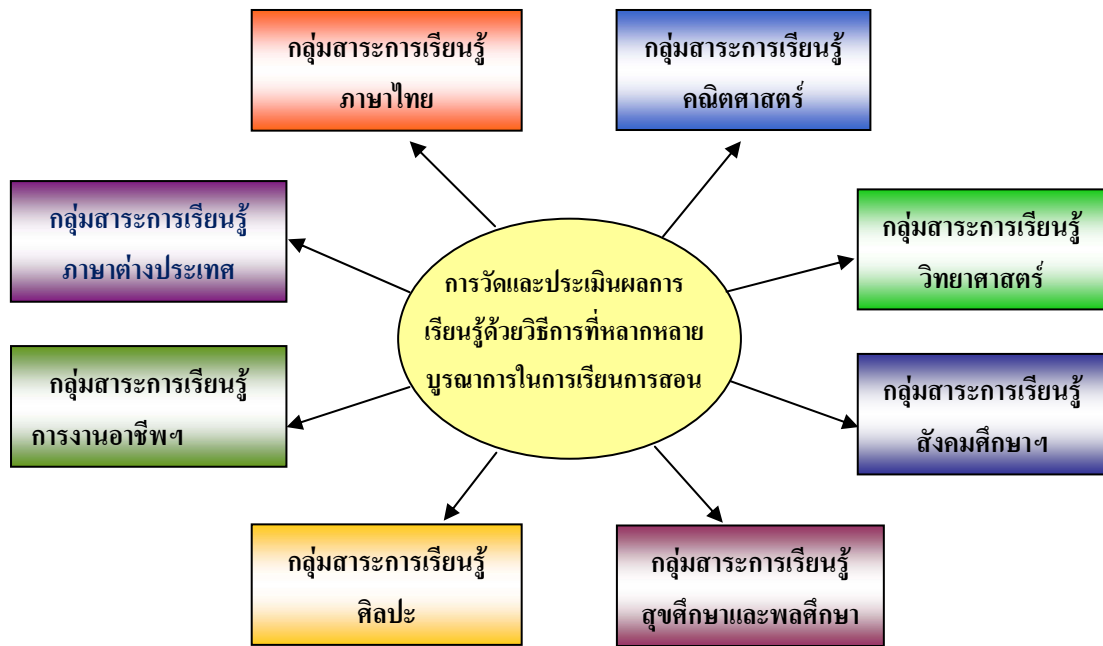 กลุ่มสาระการเรียนรู้
ภาษาไทย
กลุ่มสาระการเรียนรู้
คณิตศาสตร์
กลุ่มสาระการเรียนรู้
ภาษาต่างประเทศ
กลุ่มสาระการเรียนรู้
วิทยาศาสตร์
การวัดและประเมินผลการ
เรียนรู้ด้วยวิธีการที่หลากหลาย
บูรณาการในการเรียนการสอน
กลุ่มสาระการเรียนรู้
การงานอาชีพฯ
กลุ่มสาระการเรียนรู้
สังคมศึกษาฯ
กลุ่มสาระการเรียนรู้
ศิลปะ
กลุ่มสาระการเรียนรู้
สุขศึกษาและพลศึกษา